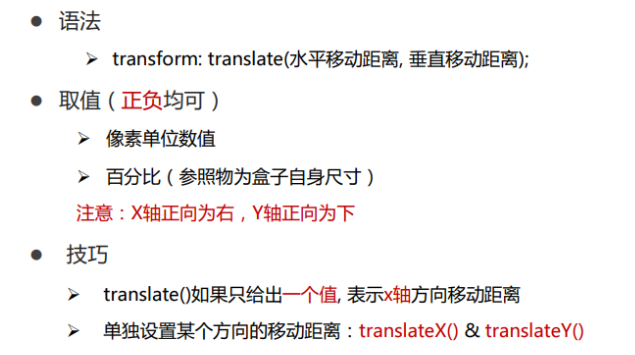 语法
transform: translate(水平移动距离, 垂直移动距离);
取值（正负均可）
像素单位数值
百分比（参照物为盒子自身尺寸）
注意：X轴正向为右，Y轴正向为下
技巧
translate()如果只给出一个值, 表示x轴方向移动距离
单独设置某个方向的移动距离：translateX() & translateY()